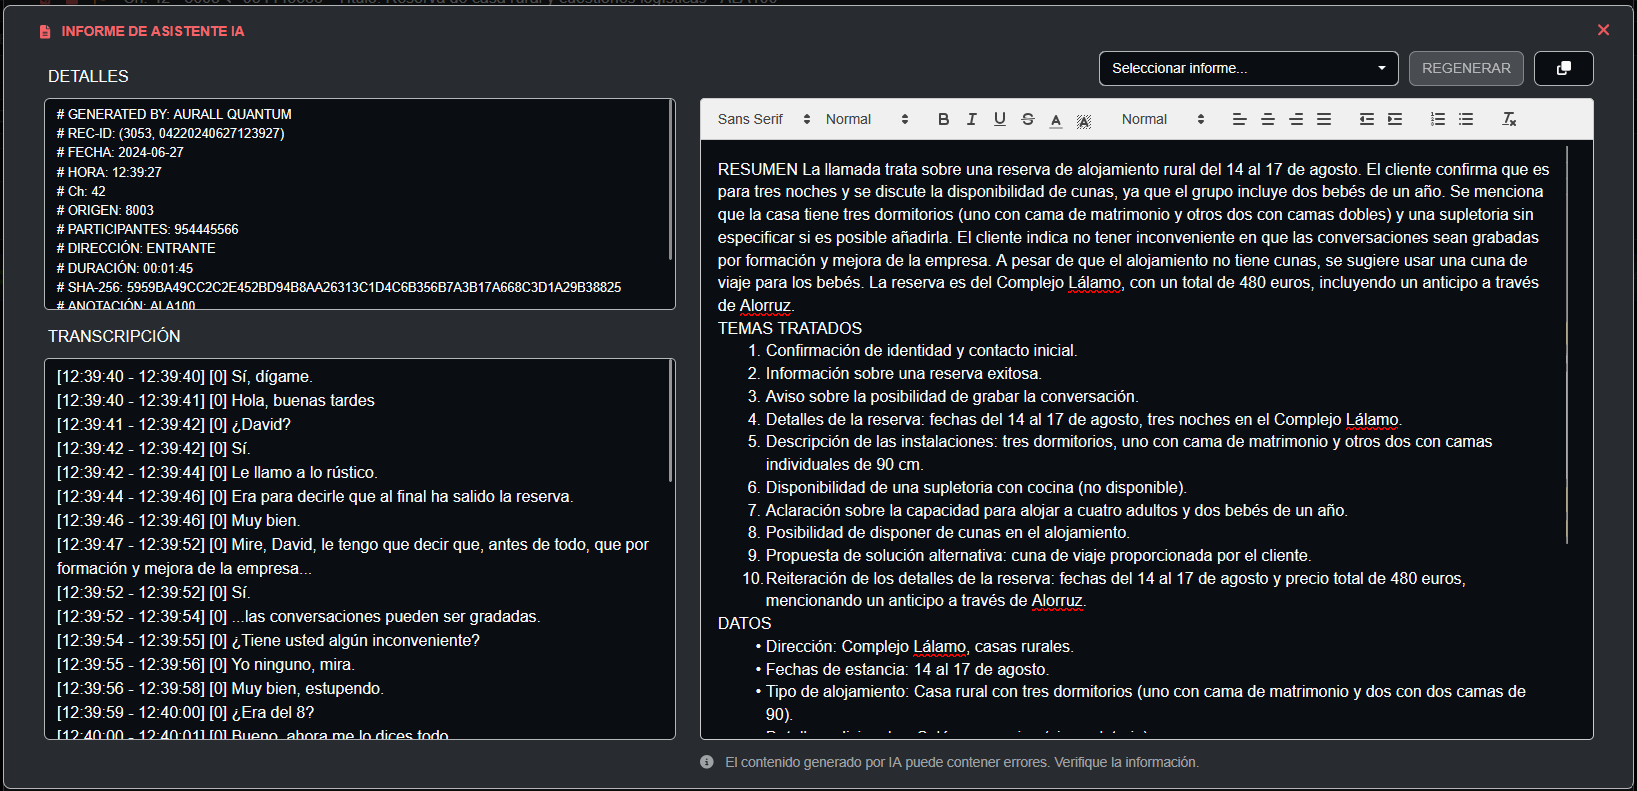 INFORME DE ASISTENTE IA
DETALLES
Seleccionar informe...
REGENERAR
# GENERATED BY: AURALL QUANTUM
# REC-ID: (3053, 04220240627123927)
# FECHA: 2024-06-27
# HORA: 12:39:27
# Ch: 42
# ORIGEN: 8003
# PARTICIPANTES: 954445566
# DIRECCIÓN: ENTRANTE
# DURACIÓN: 00:01:45
# SHA-256: 5959BA49CC2C2E452BD94B8AA26313C1D4C6B356B7A3B17A668C3D1A29B38825
# ANOTACIÓN: ALA100
TRANSCRIPCIÓN
[12:39:40 - 12:39:40] [0] Sí, dígame.
[12:39:40 - 12:39:41] [0] Hola, buenas tardes
[12:39:41 - 12:39:42] [0] ¿David?
[12:39:42 - 12:39:42] [0] Sí.
[12:39:42 - 12:39:44] [0] Le llamo a lo rústico.
[12:39:44 - 12:39:46] [0] Era para decirle que al final ha salido la reserva.
[12:39:46 - 12:39:46] [0] Muy bien.
[12:39:47 - 12:39:52] [0] Mire, David, le tengo que decir que, antes de todo, que por
formación y mejora de la empresa...
[12:39:52 - 12:39:52] [0] Sí.
[12:39:52 - 12:39:54] [0] ...las conversaciones pueden ser gradadas.
[12:39:54 - 12:39:55] [0] ¿Tiene usted algún inconveniente?
[12:39:55 - 12:39:56] [0] Yo ninguno, mira.
[12:39:56 - 12:39:58] [0] Muy bien, estupendo.
[12:39:59 - 12:40:00] [0] ¿Era del 8?
[12:40:00 - 12:40:01] [0] Bueno, ahora me lo dices todo.
Sans Serif Normal B I U S A A Normal
RESUMEN La llamada trata sobre una reserva de alojamiento rural del 14 al 17 de agosto. El cliente confirma que es
para tres noches y se discute la disponibilidad de cunas, ya que el grupo incluye dos bebés de un año. Se menciona
que la casa tiene tres dormitorios (uno con cama de matrimonio y otros dos con camas dobles) y una supletoria sin
especificar si es posible añadirla. El cliente indica no tener inconveniente en que las conversaciones sean grabadas
por formación y mejora de la empresa. A pesar de que el alojamiento no tiene cunas, se sugiere usar una cuna de
viaje para los bebés. La reserva es del Complejo Lálamo, con un total de 480 euros, incluyendo un anticipo a través
de Alorruz.
TEMAS TRATADOS
1. Confirmación de identidad y contacto inicial.
2. Información sobre una reserva exitosa.
3. Aviso sobre la posibilidad de grabar la conversación.
4. Detalles de la reserva: fechas del 14 al 17 de agosto, tres noches en el Complejo Lálamo.
5. Descripción de las instalaciones: tres dormitorios, uno con cama de matrimonio y otros dos con camas
individuales de 90 cm.
6. Disponibilidad de una supletoria con cocina (no disponible).
7. Aclaración sobre la capacidad para alojar a cuatro adultos y dos bebés de un año.
8. Posibilidad de disponer de cunas en el alojamiento.
9. Propuesta de solución alternativa: cuna de viaje proporcionada por el cliente.
10. Reiteración de los detalles de la reserva: fechas del 14 al 17 de agosto y precio total de 480 euros,
mencionando un anticipo a través de Alorruz.
DATOS
• Dirección: Complejo Lálamo, casas rurales.
• Fechas de estancia: 14 al 17 de agosto.
• Tipo de alojamiento: Casa rural con tres dormitorios (uno con cama de matrimonio y dos con dos camas de
90).
El contenido generado por IA puede contener errores. Verifique la información.